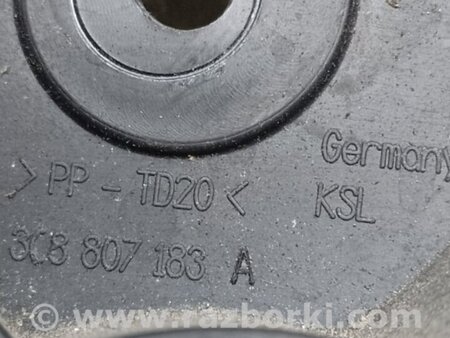 Germany
>PP-TD20<
KSL
3C8 807 183 A
© www.razborki.com/